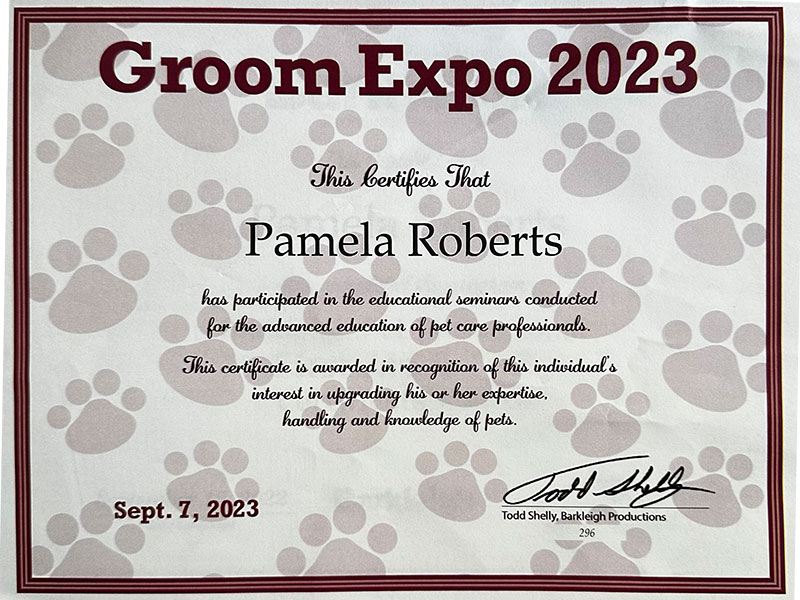 Groom Expo 2023
This Certifies That
Pamela Roberts
has participated in the educational seminars conducted
for the advanced education of pet care professionals.
This certificate is awarded in recognition of this individual's
interest in upgrading his or her expertise,
handling and knowledge of pets.
Todd Shelly
Sept. 7, 2023
Todd Shelly, Barkleigh Productions
296